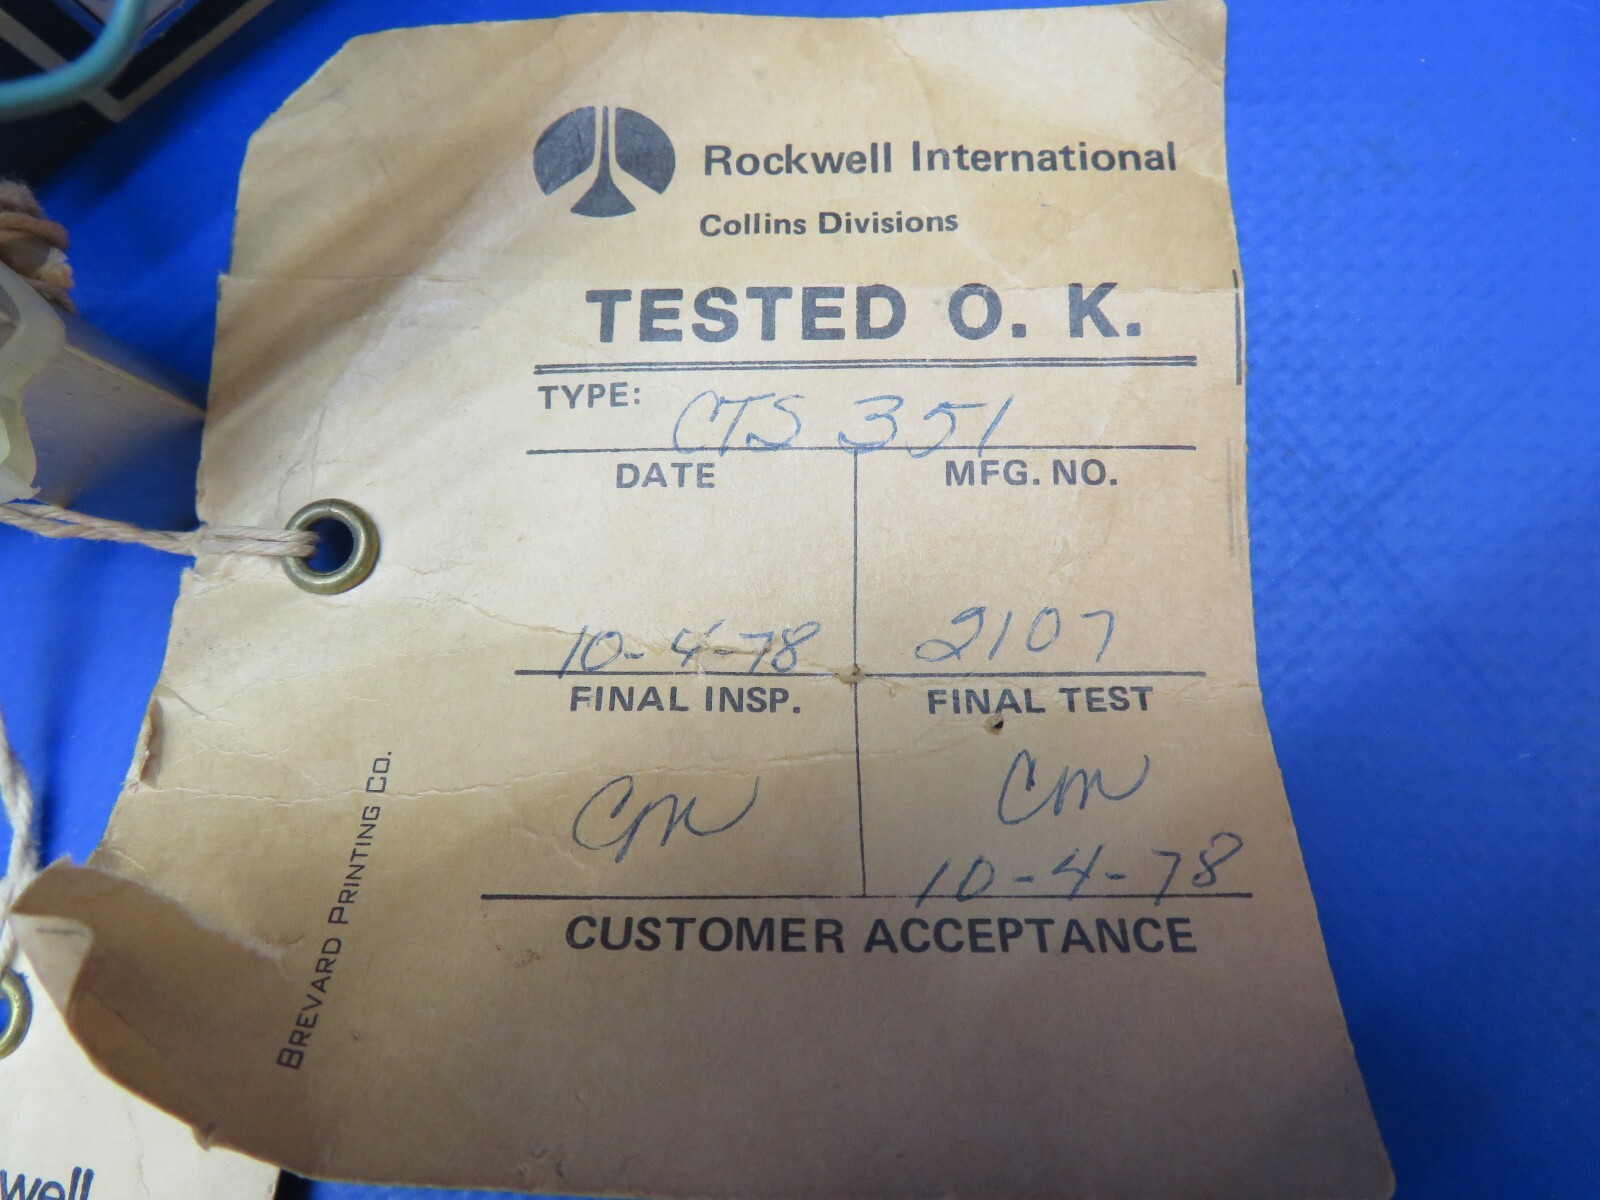 Rockwell International
Collins Divisions
TESTED O. K.
TYPE: CTS 351
DATE MFG. NO.
10-4-78 2107
FINAL INSP. FINAL TEST
Cm Cm
10-4-78
CUSTOMER ACCEPTANCE
BREVARD PRINTING CO.
well